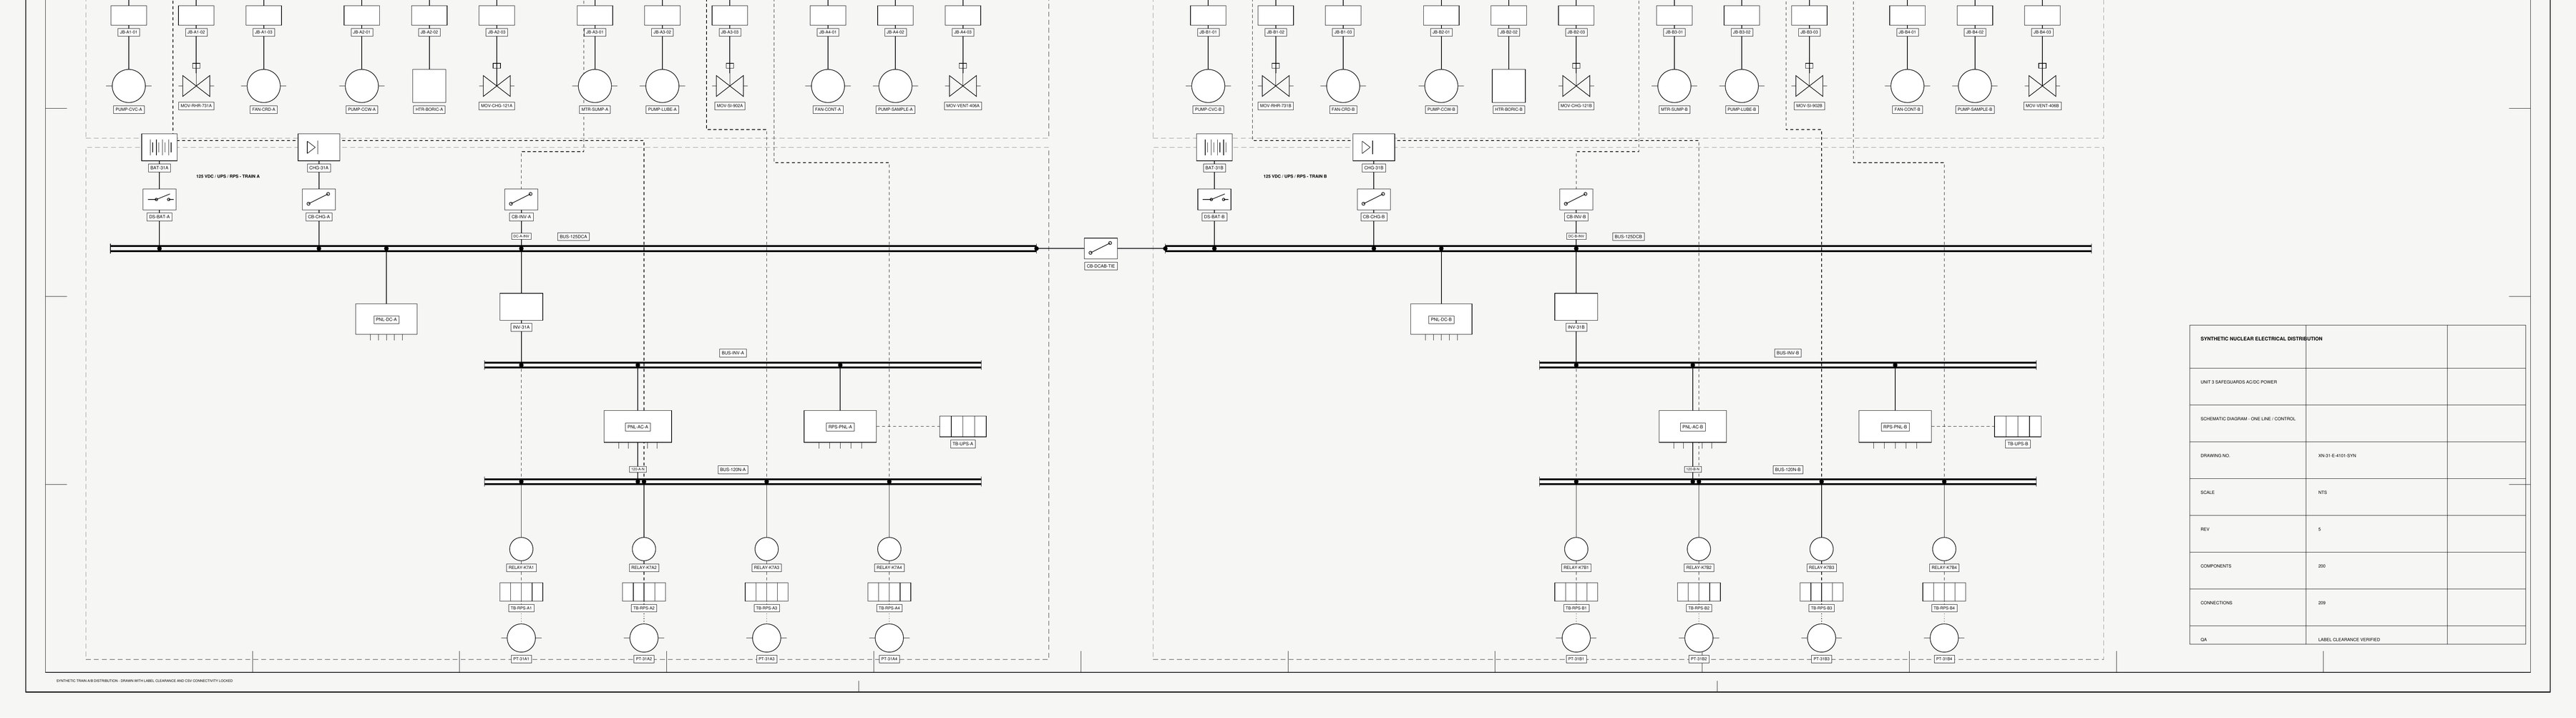 JB-A1-01 JB-A1-02 JB-A1-03 JB-A2-01 JB-A2-02 JB-A2-03 JB-A3-01 JB-A3-02 JB-A3-03 JB-A4-01 JB-A4-02 JB-A4-03 JB-B1-01 JB-B1-02 JB-B1-03 JB-B2-01 JB-B2-02 JB-B2-03 JB-B3-01 JB-B3-02 JB-B3-03 JB-B4-01 JB-B4-02 JB-B4-03
PUMP-CVC-A MOV-RHR-731A FAN-CRD-A PUMP-CCW-A HTR-BORIC-A MOV-CHG-121A MTR-SUMP-A PUMP-LUBE-A MOV-SI-902A FAN-CONT-A PUMP-SAMPLE-A MOV-VENT-406A PUMP-CVC-B MOV-RHR-731B FAN-CRD-B PUMP-CCW-B HTR-BORIC-B MOV-CHG-121B MTR-SUMP-B PUMP-LUBE-B MOV-SI-902B FAN-CONT-B PUMP-SAMPLE-B MOV-VENT-406B
BAT-31A CHG-31A BAT-31B CHG-31B
125 VDC / UPS / RPS - TRAIN A 125 VDC / UPS / RPS - TRAIN B
DS-BAT-A CB-CHG-A CB-INV-A DS-BAT-B CB-CHG-B CB-INV-B
DC-A-INV BUS-125DCA DC-B-INV BUS-125DCB
CB-DCAB-TIE
PNL-DC-A INV-31A PNL-DC-B INV-31B
BUS-INV-A BUS-INV-B
PNL-AC-A RPS-PNL-A PNL-AC-B RPS-PNL-B
TB-UPS-A TB-UPS-B
BUS-120N-A BUS-120N-B
RELAY-K7A1 RELAY-K7A2 RELAY-K7A3 RELAY-K7A4 RELAY-K7B1 RELAY-K7B2 RELAY-K7B3 RELAY-K7B4
TB-RPS-A1 TB-RPS-A2 TB-RPS-A3 TB-RPS-A4 TB-RPS-B1 TB-RPS-B2 TB-RPS-B3 TB-RPS-B4
PT-31A1 PT-31A2 PT-31A3 PT-31A4 PT-31B1 PT-31B2 PT-31B3 PT-31B4
SYNTHETIC NUCLEAR ELECTRICAL DISTRIBUTION
UNIT 3 SAFEGUARDS AC/DC POWER
SCHEMATIC DIAGRAM - ONE LINE / CONTROL
DRAWING NO. XN-31-E-4101-SYN
SCALE NTS
REV 5
COMPONENTS 200
CONNECTIONS 209
QA LABEL CLEARANCE VERIFIED
SYNTHETIC TRAIN A/B DISTRIBUTION - DRAWN WITH LABEL CLEARANCE AND CSV CONNECTIVITY LOCKED